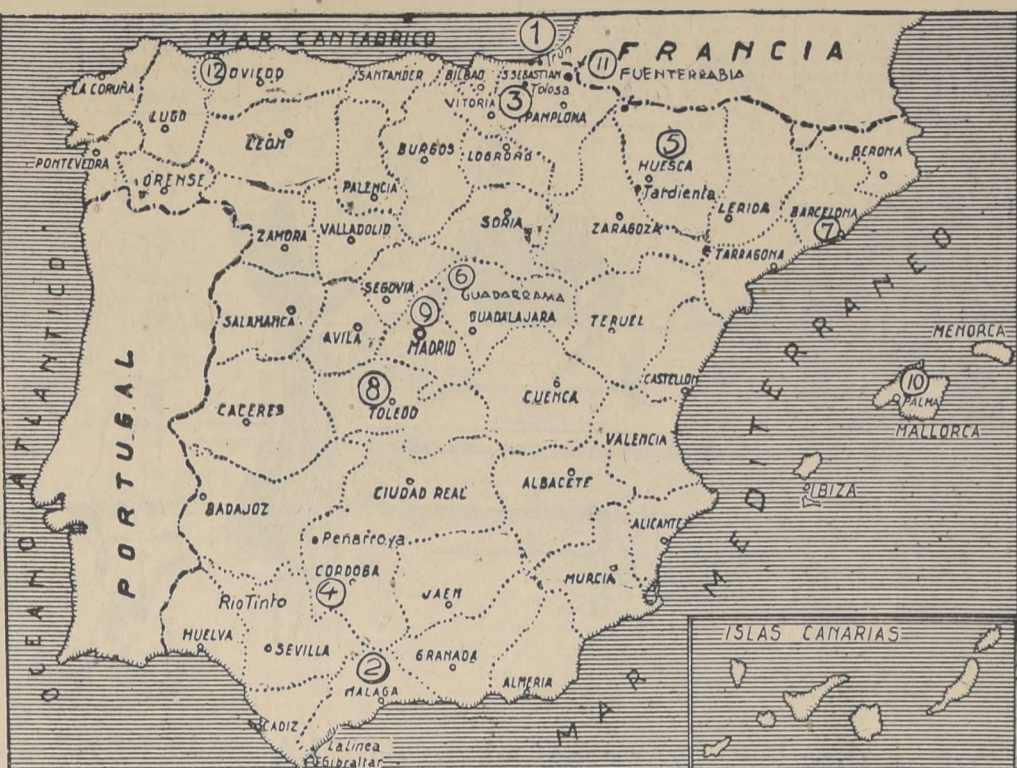 MAR CANTABRICO
1
Irún
FRANCIA
11
FUENTERRABIA
12
OVIEDO
SANTANDER
BILBAO
S SEBASTIAN
Tolosa
LA CORUÑA
LUGO
VITORIA
3
PAMPLONA
LEON
BURGOS
LOGROÑO
5
HUESCA
Tardienta
GERONA
PONTEVEDRA
ORENSE
PALENCIA
LERIDA
BARCELONA
7
ZAMORA
VALLADOLID
SORIA
ZARAGOZA
TARRAGONA
SEGOVIA
6
GUADARRAMA
9
GUADALAJARA
SALAMANCA
AVILA
MADRID
TERUEL
MENORCA
8
TOLEDO
CUENCA
CASTELLON
10
PALMA
MALLORCA
CACERES
VALENCIA
IBIZA
BADAJOZ
CIUDAD REAL
ALBACETE
ALICANTE
Peñarroya
CORDOBA
4
JAEN
MURCIA
RioTinto
HUELVA
SEVILLA
2
MALAGA
GRANADA
ALMERIA
CADIZ
LaLinea
Gibraltar
PORTUGAL
OCEANO ATLANTICO
MAR MEDITERRANEO
ISLAS CANARIAS